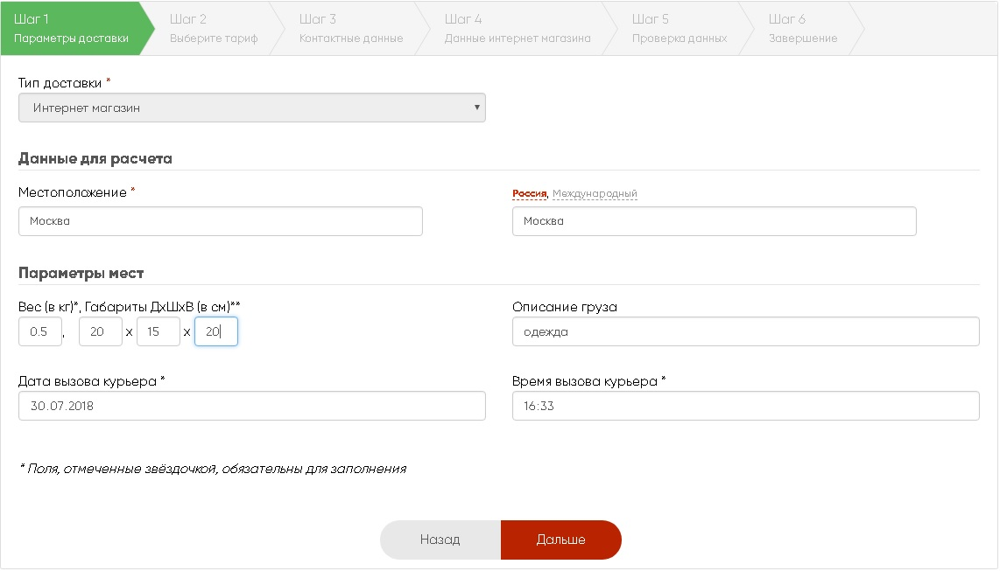 Шаг 1
Параметры доставки
Шаг 2
Выберите тариф
Шаг 3
Контактные данные
Шаг 4
Данные интернет магазина
Шаг 5
Проверка данных
Шаг 6
Завершение
Тип доставки *
Интернет магазин
Данные для расчета
Местоположение *
Россия, Международный
Москва
Москва
Параметры мест
Вес (в кг)*, Габариты ДхШхВ (в см)**
Описание груза
0.5, 20 x 15 x 20
одежда
Дата вызова курьера *
Время вызова курьера *
30.07.2018
16:33
* Поля, отмеченные звёздочкой, обязательны для заполнения
Назад
Дальше